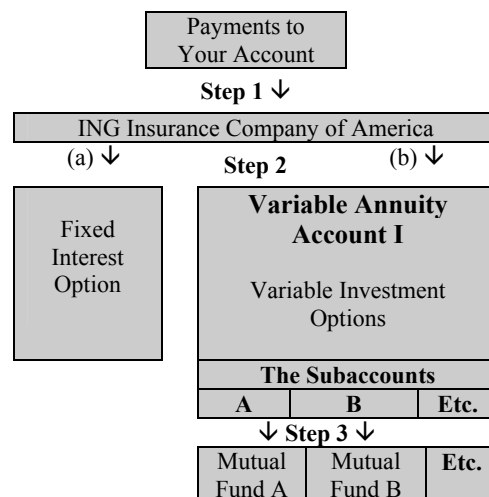 Payments to
Your Account
Step 1 ↓
ING Insurance Company of America
(a) ↓ Step 2 (b) ↓
Fixed
Interest
Option
Variable Annuity
Account I
Variable Investment
Options
The Subaccounts
A B Etc.
↓ Step 3 ↓
Mutual
Fund A
Mutual
Fund B
Etc.